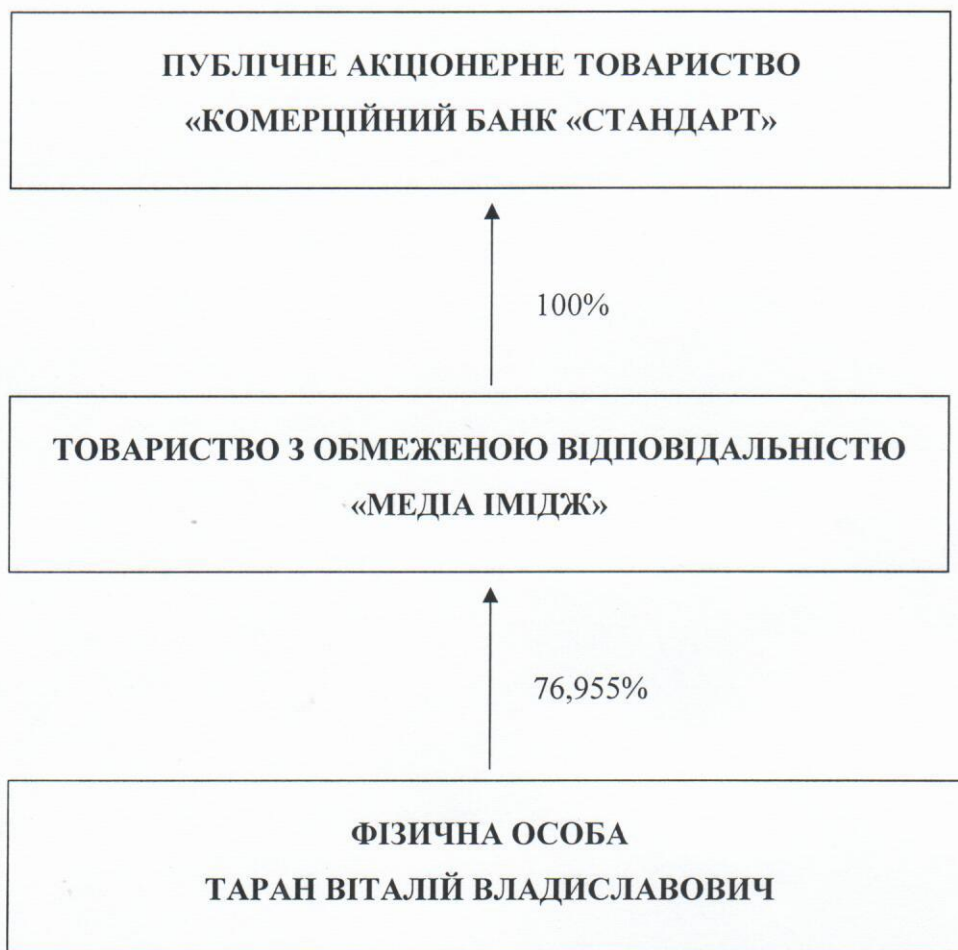 ПУБЛІЧНЕ АКЦІОНЕРНЕ ТОВАРИСТВО
«КОМЕРЦІЙНИЙ БАНК «СТАНДАРТ»
100%
ТОВАРИСТВО З ОБМЕЖЕНОЮ ВІДПОВІДАЛЬНІСТЮ
«МЕДІА ІМІДЖ»
76,955%
ФІЗИЧНА ОСОБА
ТАРАН ВІТАЛІЙ ВЛАДИСЛАВОВИЧ